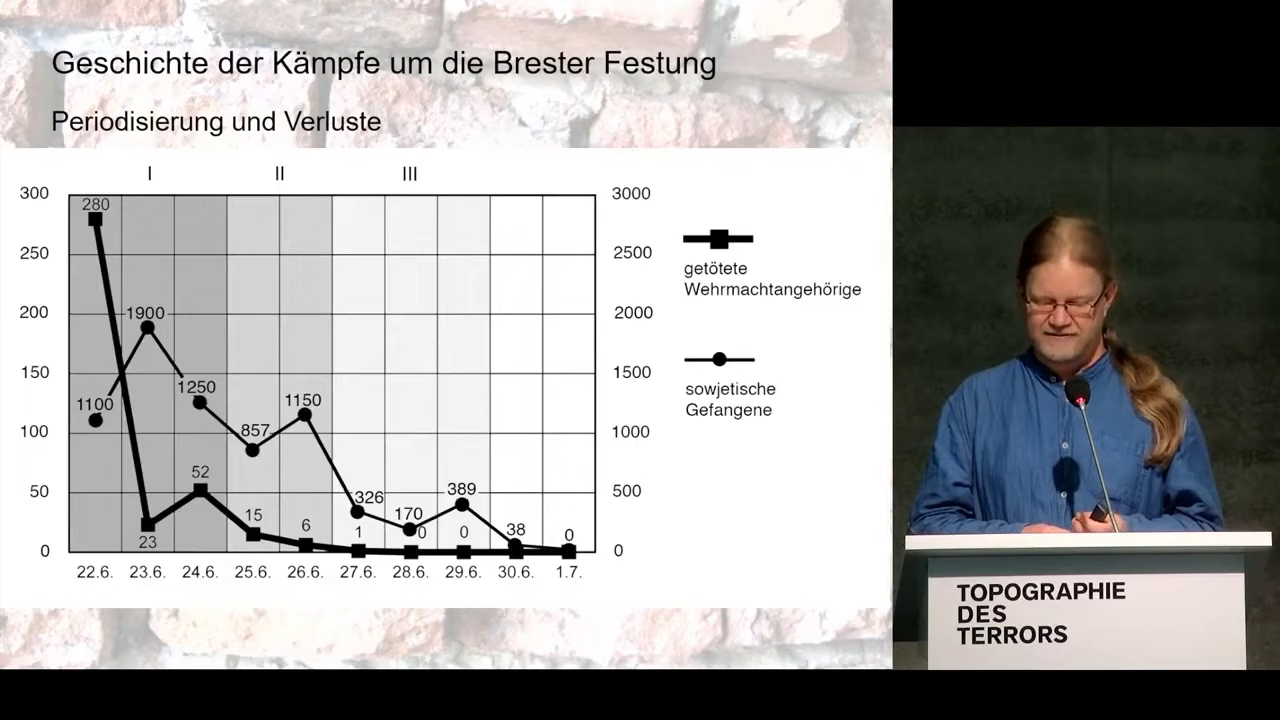 Geschichte der Kämpfe um die Brester Festung
Periodisierung und Verluste
I II III
300 3000
280
250 2500
200 2000
1900
150 1500
1250
1100 1150
100 1000
857
52
50 500
326
170
389
15
6
23
1
0
0
38
0
0 0
22.6. 23.6. 24.6. 25.6. 26.6. 27.6. 28.6. 29.6. 30.6. 1.7.
getötete
Wehrmachtangehörige
sowjetische
Gefangene
TOPOGRAPHIE
DES
TERRORS